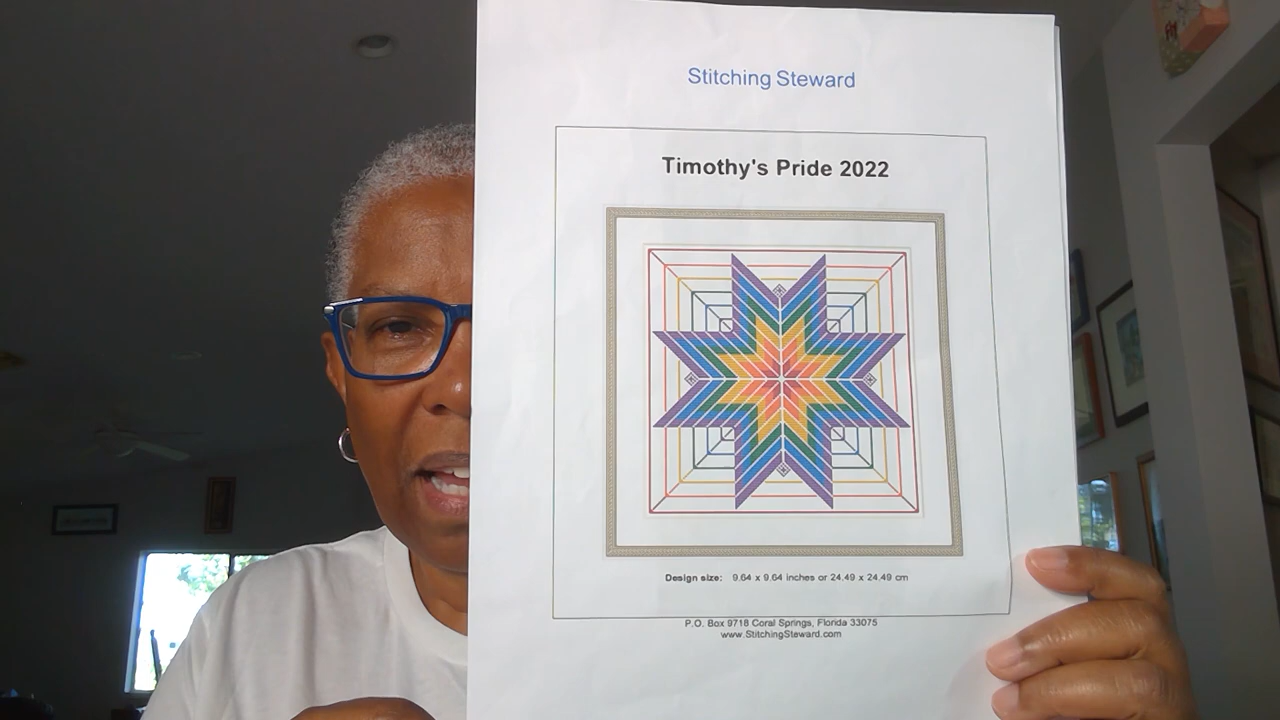 Stitching Steward
Timothy's Pride 2022
Design size: 9.64 x 9.64 inches or 24.49 x 24.49 cm
P.O. Box 9718 Coral Springs, Florida 33075
www.StitchingSteward.com